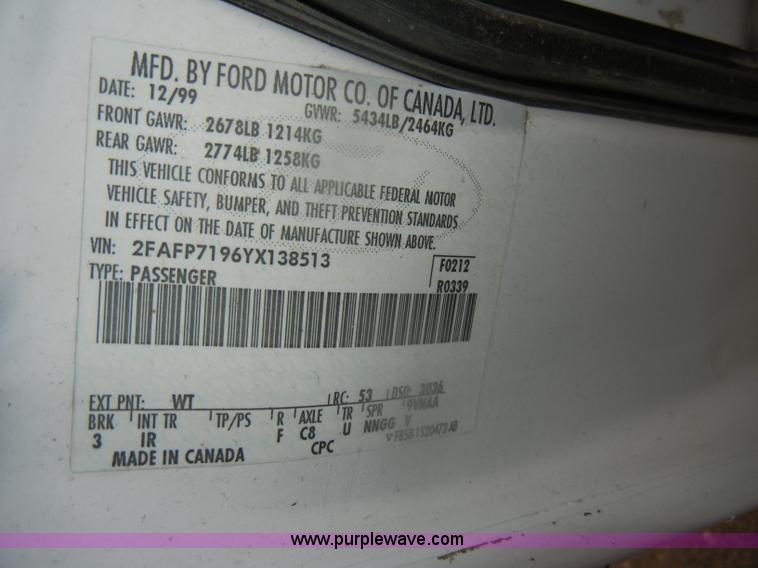 MFD. BY FORD MOTOR CO. OF CANADA, LTD.
DATE: 12/99 GVWR: 5434LB/2464KG
FRONT GAWR: 2678LB 1214KG
REAR GAWR: 2774LB 1258KG
THIS VEHICLE CONFORMS TO ALL APPLICABLE FEDERAL MOTOR
VEHICLE SAFETY, BUMPER, AND THEFT PREVENTION STANDARDS
IN EFFECT ON THE DATE OF MANUFACTURE SHOWN ABOVE.
VIN: 2FAFP7196YX138513 F0212
TYPE: PASSENGER R0339
EXT PNT: WT RC: 53 DSO: 3036
BRK INT TR TP/PS R AXLE TR SPR 9VNAA
3 IR F C8 U NNGG V
CPC F85B-1520472 AB
MADE IN CANADA
www.purplewave.com